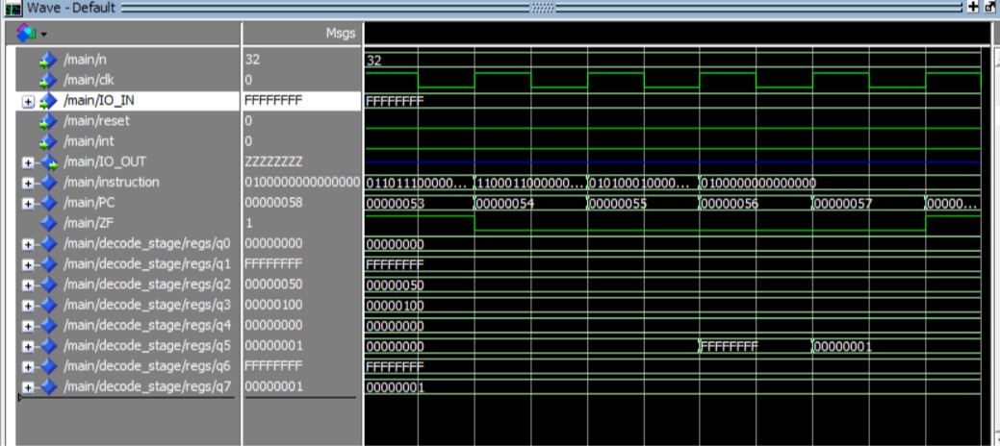 Wave - Default
Msgs
/main/n 32 32
/main/clk 0
/main/IO_IN FFFFFFFF FFFFFFFF
/main/reset 0
/main/int 0
/main/IO_OUT ZZZZZZZZ
/main/instruction 0100000000000000 011011100000... 1100011000000... 010100010000... 0100000000000000
/main/PC 00000058 00000053 00000054 00000055 00000056 00000057 00000...
/main/ZF 1
/main/decode_stage/regs/q0 00000000 00000000
/main/decode_stage/regs/q1 FFFFFFFF FFFFFFFF
/main/decode_stage/regs/q2 00000050 00000050
/main/decode_stage/regs/q3 00000100 00000100
/main/decode_stage/regs/q4 00000000 00000000
/main/decode_stage/regs/q5 00000001 00000000 FFFFFFFF 00000001
/main/decode_stage/regs/q6 FFFFFFFF FFFFFFFF
/main/decode_stage/regs/q7 00000001 00000001